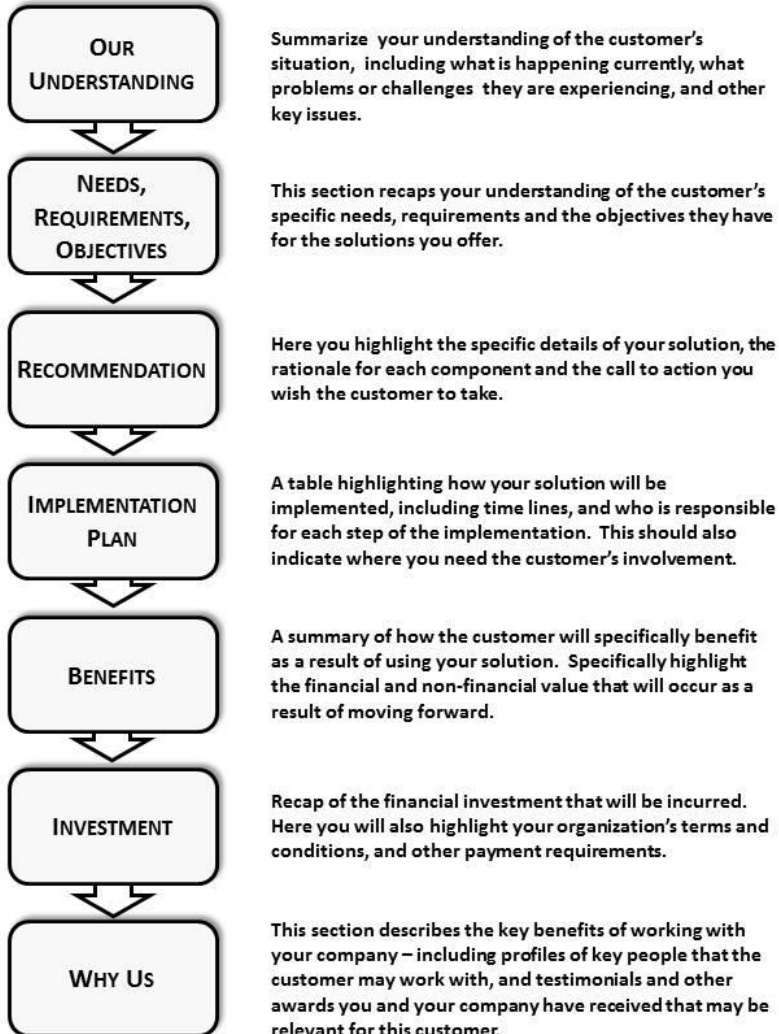 OUR
UNDERSTANDING
Summarize your understanding of the customer's
situation, including what is happening currently, what
problems or challenges they are experiencing, and other
key issues.
NEEDS,
REQUIREMENTS,
OBJECTIVES
This section recaps your understanding of the customer's
specific needs, requirements and the objectives they have
for the solutions you offer.
RECOMMENDATION
Here you highlight the specific details of your solution, the
rationale for each component and the call to action you
wish the customer to take.
IMPLEMENTATION
PLAN
A table highlighting how your solution will be
implemented, including time lines, and who is responsible
for each step of the implementation. This should also
indicate where you need the customer's involvement.
BENEFITS
A summary of how the customer will specifically benefit
as a result of using your solution. Specifically highlight
the financial and non-financial value that will occur as a
result of moving forward.
INVESTMENT
Recap of the financial investment that will be incurred.
Here you will also highlight your organization's terms and
conditions, and other payment requirements.
WHY US
This section describes the key benefits of working with
your company – including profiles of key people that the
customer may work with, and testimonials and other
awards you and your company have received that may be
relevant for this customer.